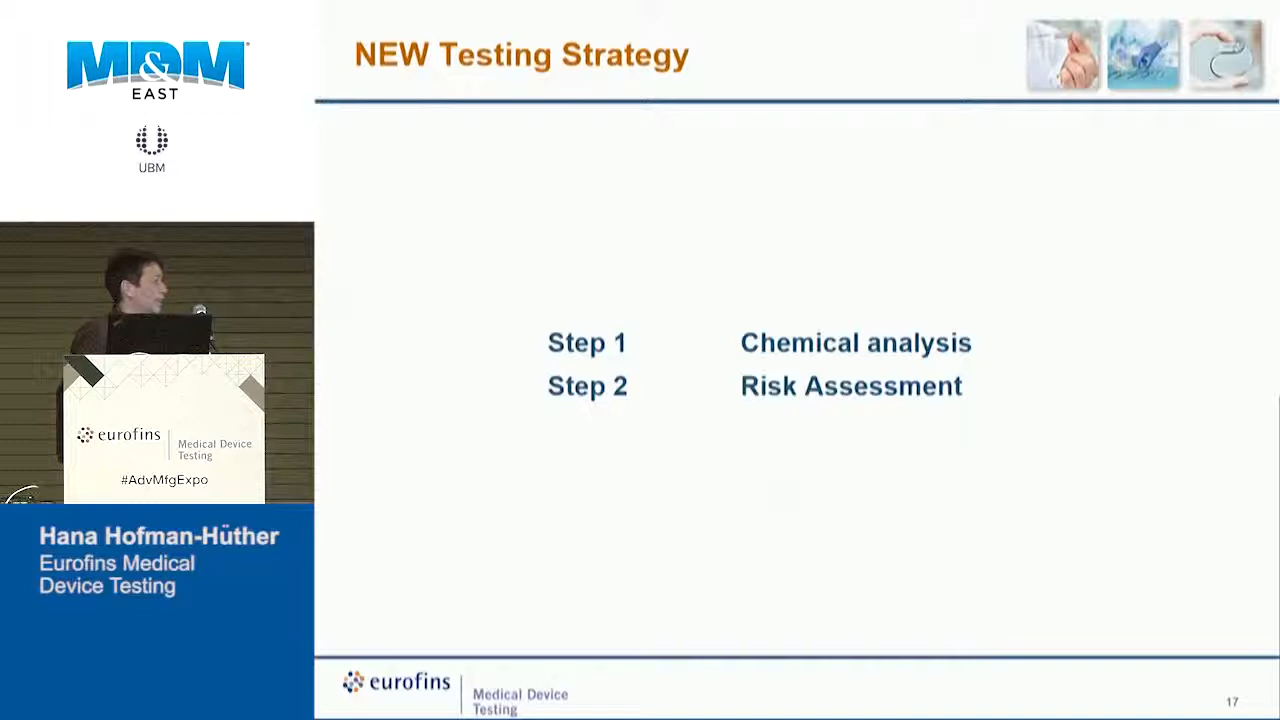 MD&M
EAST
UBM
NEW Testing Strategy
Step 1 Chemical analysis
Step 2 Risk Assessment
eurofins Medical Device
Testing
#AdvMfgExpo
Hana Hofman-Hüther
Eurofins Medical
Device Testing
eurofins Medical Device
Testing
17